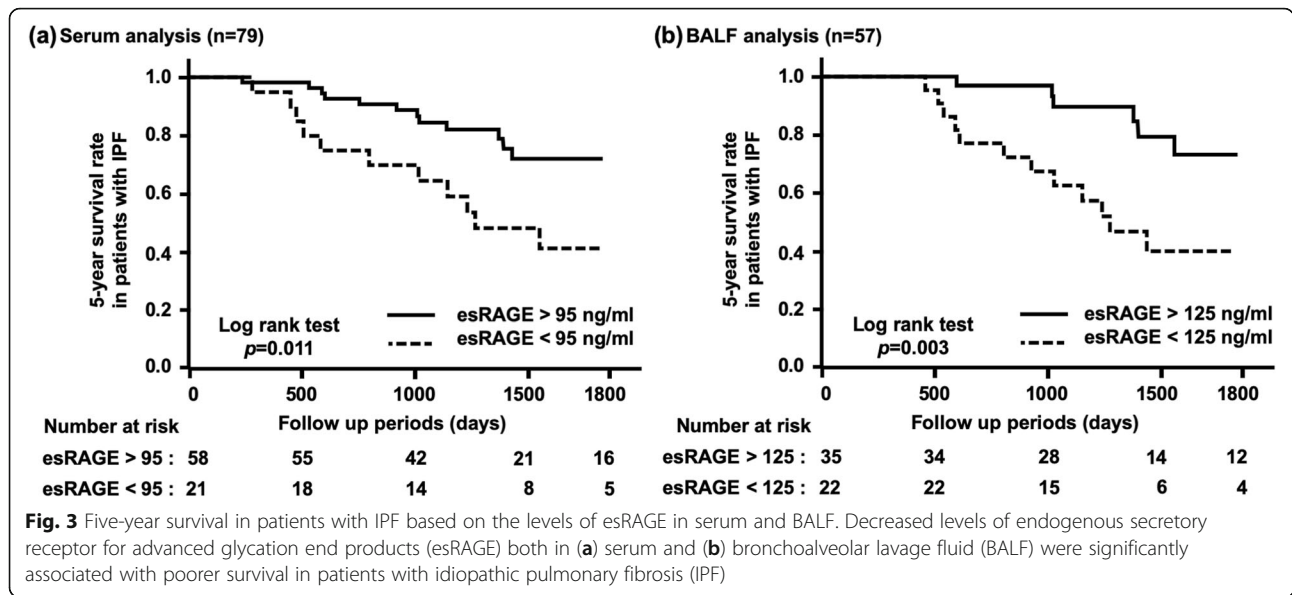 (a) Serum analysis (n=79)
5-year survival rate
in patients with IPF
1.0
0.8
0.6
0.4
0.2
0.0
Log rank test
p=0.011
esRAGE > 95 ng/ml
esRAGE < 95 ng/ml
0 500 1000 1500 1800
Number at risk
Follow up periods (days)
esRAGE > 95 : 58 55 42 21 16
esRAGE < 95 : 21 18 14 8 5
(b) BALF analysis (n=57)
5-year survival rate
in patients with IPF
1.0
0.8
0.6
0.4
0.2
0.0
Log rank test
p=0.003
esRAGE > 125 ng/ml
esRAGE < 125 ng/ml
0 500 1000 1500 1800
Number at risk
Follow up periods (days)
esRAGE > 125 : 35 34 28 14 12
esRAGE < 125 : 22 22 15 6 4
Fig. 3 Five-year survival in patients with IPF based on the levels of esRAGE in serum and BALF. Decreased levels of endogenous secretory
receptor for advanced glycation end products (esRAGE) both in (a) serum and (b) bronchoalveolar lavage fluid (BALF) were significantly
associated with poorer survival in patients with idiopathic pulmonary fibrosis (IPF)